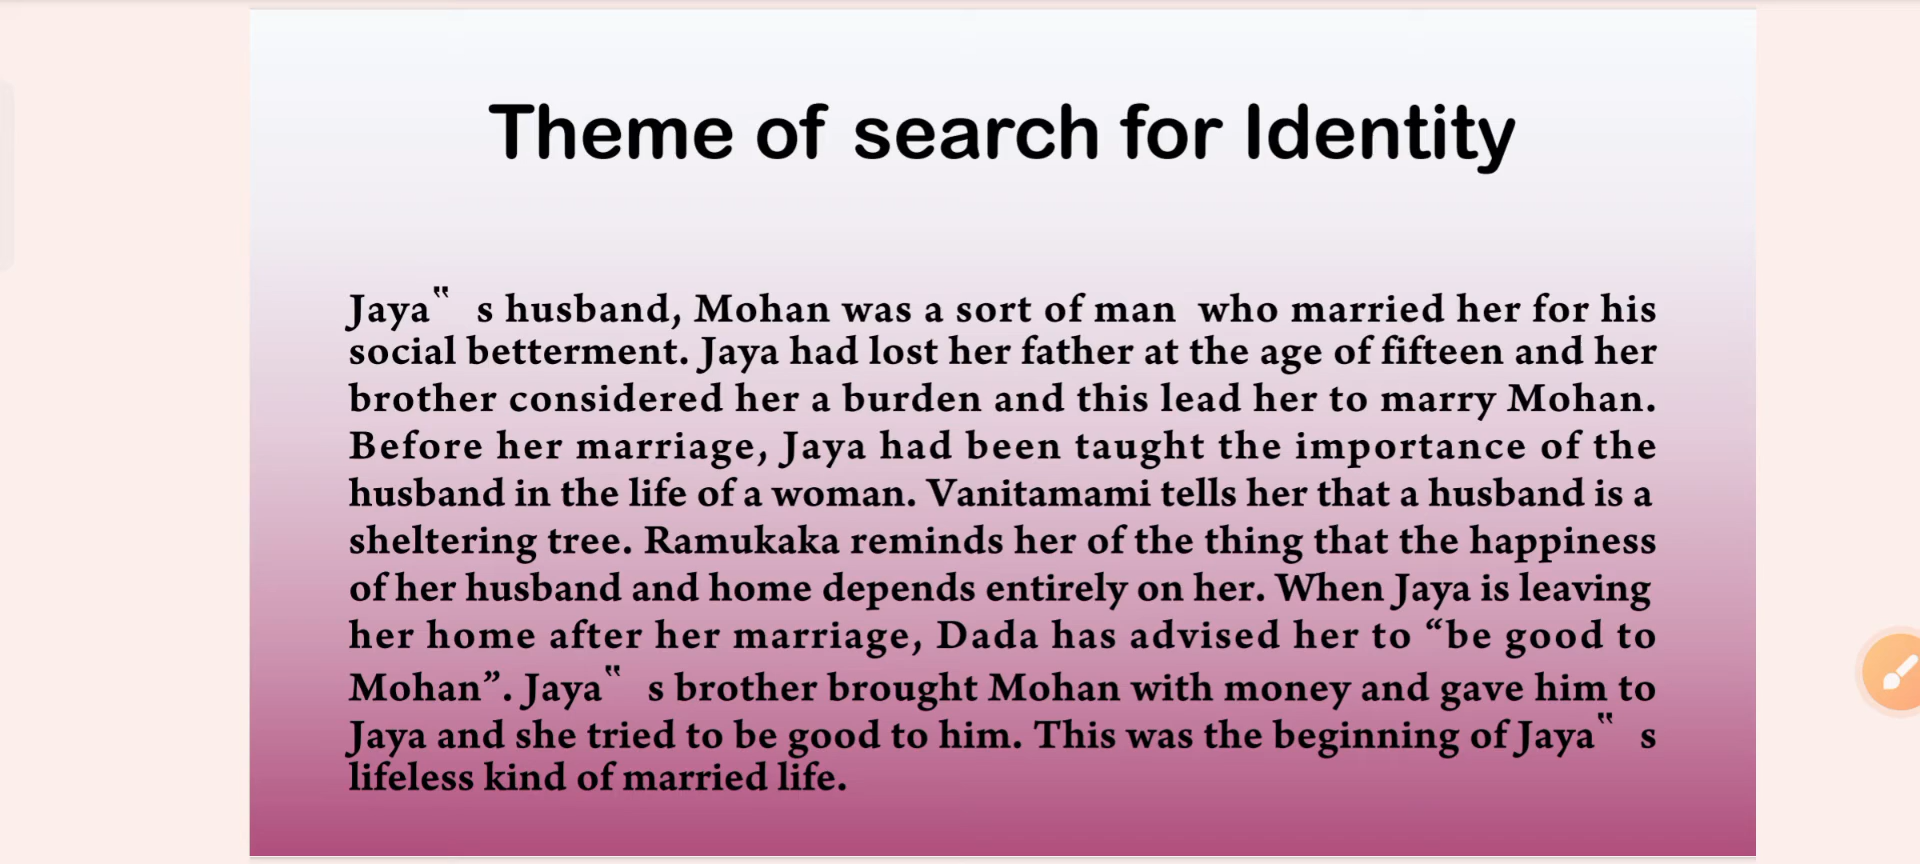 Theme of search for Identity
Jaya‟ s husband, Mohan was a sort of man who married her for his
social betterment. Jaya had lost her father at the age of fifteen and her
brother considered her a burden and this lead her to marry Mohan.
Before her marriage, Jaya had been taught the importance of the
husband in the life of a woman. Vanitamami tells her that a husband is a
sheltering tree. Ramukaka reminds her of the thing that the happiness
of her husband and home depends entirely on her. When Jaya is leaving
her home after her marriage, Dada has advised her to “be good to
Mohan”. Jaya‟ s brother brought Mohan with money and gave him to
Jaya and she tried to be good to him. This was the beginning of Jaya‟ s
lifeless kind of married life.